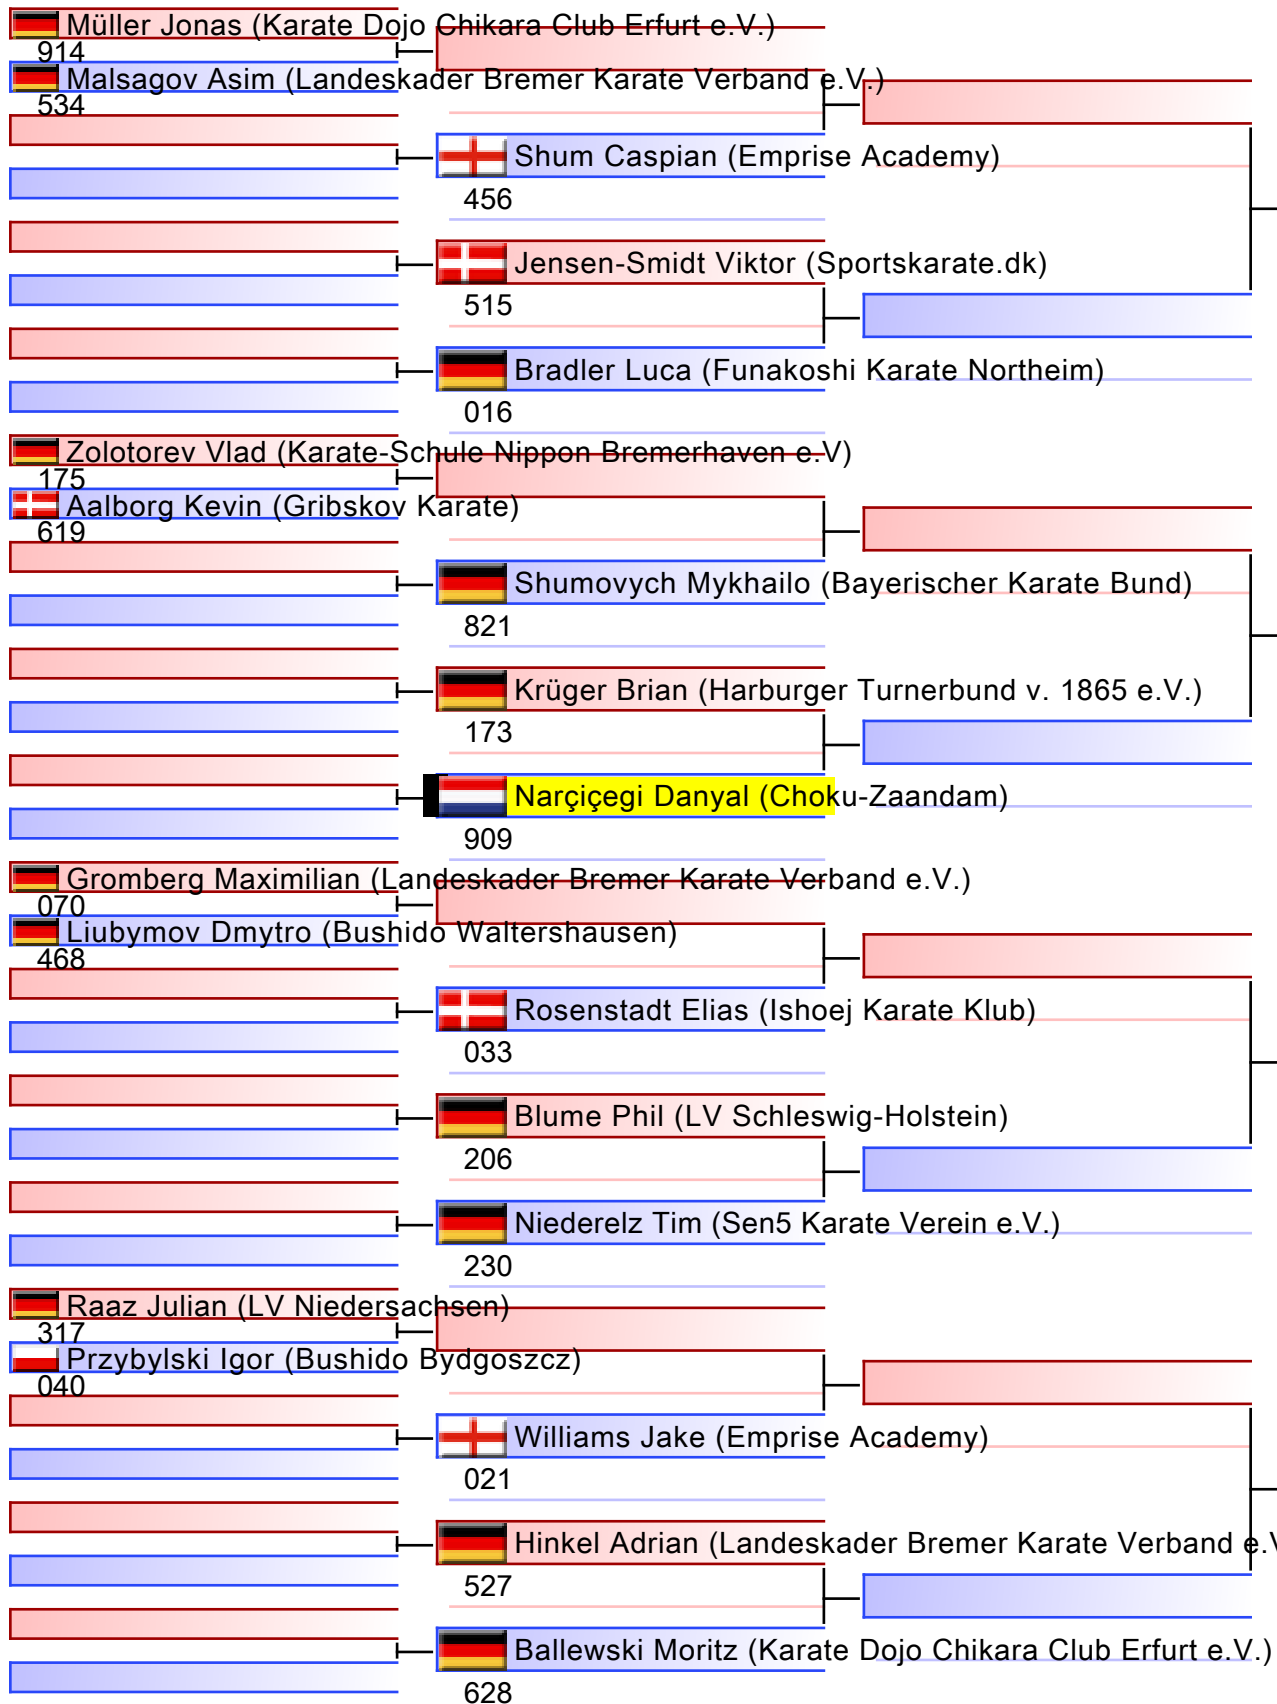 Müller Jonas (Karate Dojo Chikara Club Erfurt e.V.)
914
Malsagov Asim (Landeskader Bremer Karate Verband e.V.)
534
Shum Caspian (Emprise Academy)
456
Jensen-Smidt Viktor (Sportskarate.dk)
515
Bradler Luca (Funakoshi Karate Northeim)
016
Zolotorev Vlad (Karate-Schule Nippon Bremerhaven e.V)
175
Aalborg Kevin (Gribskov Karate)
619
Shumovych Mykhailo (Bayerischer Karate Bund)
821
Krüger Brian (Harburger Turnerbund v. 1865 e.V.)
173
Narçiçegi Danyal (Choku-Zaandam)
909
Gromberg Maximilian (Landeskader Bremer Karate Verband e.V.)
070
Liubymov Dmytro (Bushido Waltershausen)
468
Rosenstadt Elias (Ishoej Karate Klub)
033
Blume Phil (LV Schleswig-Holstein)
206
Niederelz Tim (Sen5 Karate Verein e.V.)
230
Raaz Julian (LV Niedersachsen)
317
Przybylski Igor (Bushido Bydgoszcz)
040
Williams Jake (Emprise Academy)
021
Hinkel Adrian (Landeskader Bremer Karate Verband e.V
527
Ballewski Moritz (Karate Dojo Chikara Club Erfurt e.V.)
628